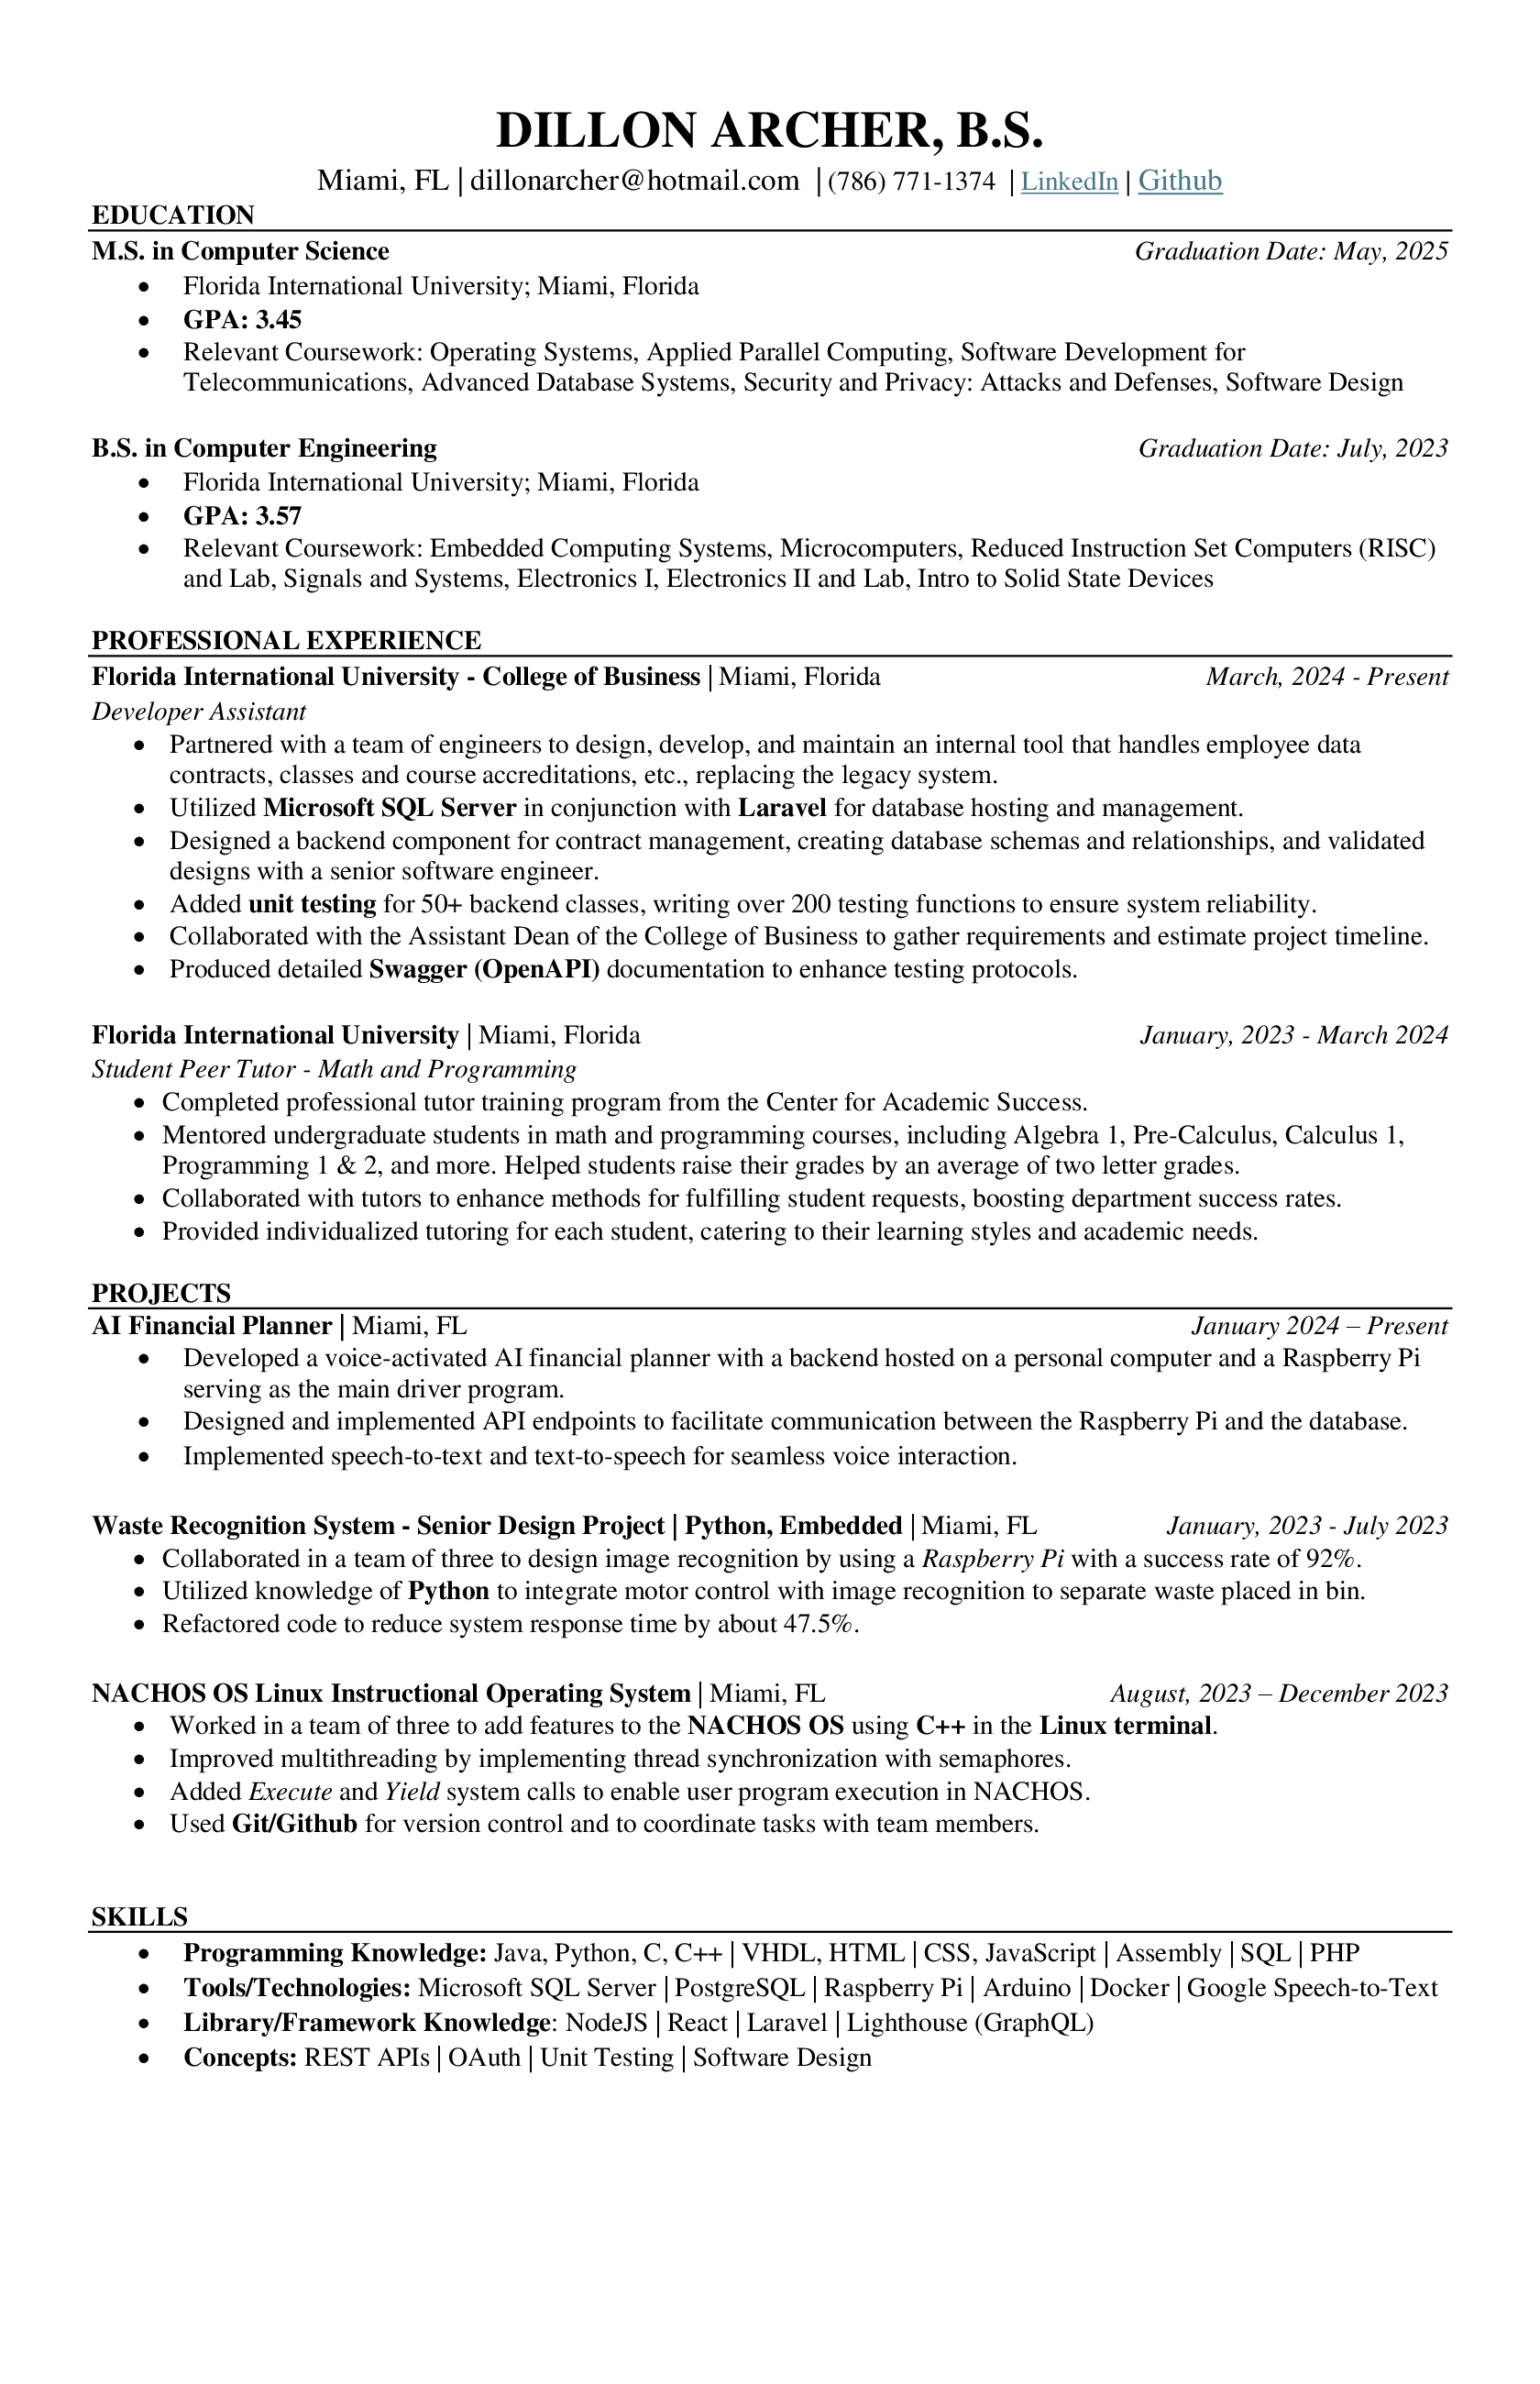 DILLON ARCHER, B.S.
Miami, FL | dillonarcher@hotmail.com | (786) 771-1374 | LinkedIn | Github
EDUCATION
M.S. in Computer Science Graduation Date: May, 2025
• Florida International University; Miami, Florida
• GPA: 3.45
• Relevant Coursework: Operating Systems, Applied Parallel Computing, Software Development for
Telecommunications, Advanced Database Systems, Security and Privacy: Attacks and Defenses, Software Design
B.S. in Computer Engineering Graduation Date: July, 2023
• Florida International University; Miami, Florida
• GPA: 3.57
• Relevant Coursework: Embedded Computing Systems, Microcomputers, Reduced Instruction Set Computers (RISC)
and Lab, Signals and Systems, Electronics I, Electronics II and Lab, Intro to Solid State Devices
PROFESSIONAL EXPERIENCE
Florida International University - College of Business | Miami, Florida March, 2024 - Present
Developer Assistant
• Partnered with a team of engineers to design, develop, and maintain an internal tool that handles employee data
contracts, classes and course accreditations, etc., replacing the legacy system.
• Utilized Microsoft SQL Server in conjunction with Laravel for database hosting and management.
• Designed a backend component for contract management, creating database schemas and relationships, and validated
designs with a senior software engineer.
• Added unit testing for 50+ backend classes, writing over 200 testing functions to ensure system reliability.
• Collaborated with the Assistant Dean of the College of Business to gather requirements and estimate project timeline.
• Produced detailed Swagger (OpenAPI) documentation to enhance testing protocols.
Florida International University | Miami, Florida January, 2023 - March 2024
Student Peer Tutor - Math and Programming
• Completed professional tutor training program from the Center for Academic Success.
• Mentored undergraduate students in math and programming courses, including Algebra 1, Pre-Calculus, Calculus 1,
Programming 1 & 2, and more. Helped students raise their grades by an average of two letter grades.
• Collaborated with tutors to enhance methods for fulfilling student requests, boosting department success rates.
• Provided individualized tutoring for each student, catering to their learning styles and academic needs.
PROJECTS
AI Financial Planner | Miami, FL January 2024 – Present
• Developed a voice-activated AI financial planner with a backend hosted on a personal computer and a Raspberry Pi
serving as the main driver program.
• Designed and implemented API endpoints to facilitate communication between the Raspberry Pi and the database.
• Implemented speech-to-text and text-to-speech for seamless voice interaction.
Waste Recognition System - Senior Design Project | Python, Embedded | Miami, FL January, 2023 - July 2023
• Collaborated in a team of three to design image recognition by using a Raspberry Pi with a success rate of 92%.
• Utilized knowledge of Python to integrate motor control with image recognition to separate waste placed in bin.
• Refactored code to reduce system response time by about 47.5%.
NACHOS OS Linux Instructional Operating System | Miami, FL August, 2023 – December 2023
• Worked in a team of three to add features to the NACHOS OS using C++ in the Linux terminal.
• Improved multithreading by implementing thread synchronization with semaphores.
• Added Execute and Yield system calls to enable user program execution in NACHOS.
• Used Git/Github for version control and to coordinate tasks with team members.
SKILLS
• Programming Knowledge: Java, Python, C, C++ | VHDL, HTML | CSS, JavaScript | Assembly | SQL | PHP
• Tools/Technologies: Microsoft SQL Server | PostgreSQL | Raspberry Pi | Arduino | Docker | Google Speech-to-Text
• Library/Framework Knowledge: NodeJS | React | Laravel | Lighthouse (GraphQL)
• Concepts: REST APIs | OAuth | Unit Testing | Software Design